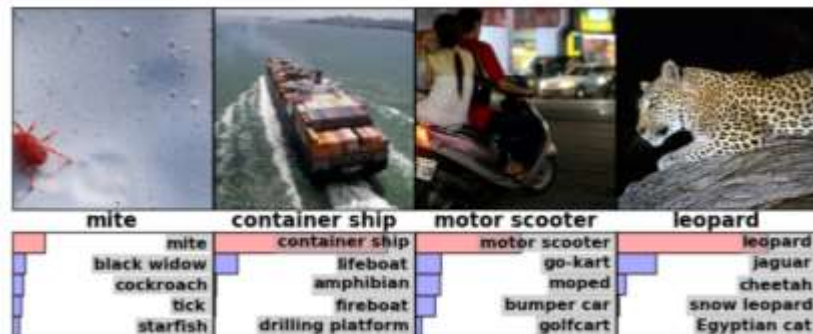 mite container ship motor scooter leopard
mite container ship motor scooter leopard
black widow lifeboat go-kart jaguar
cockroach amphibian moped cheetah
tick fireboat bumper car snow leopard
starfish drilling platform golfcart Egyptian cat